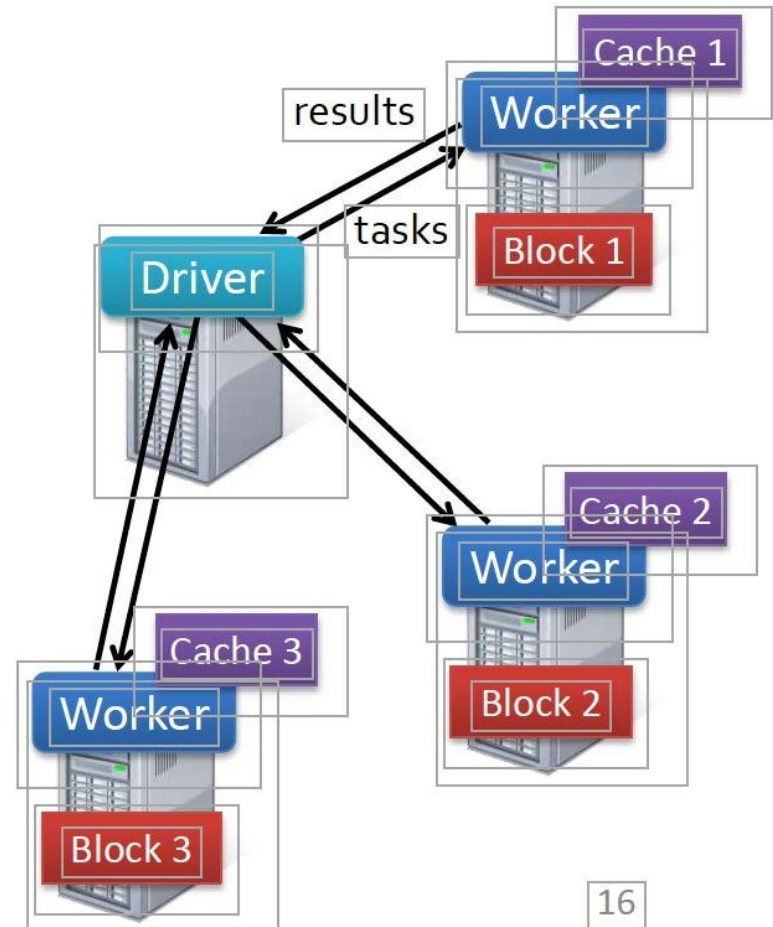 Cache 1
Worker
results
tasks
Block 1
Driver
Cache 2
Worker
Cache 3
Block 2
Worker
Block 3
16